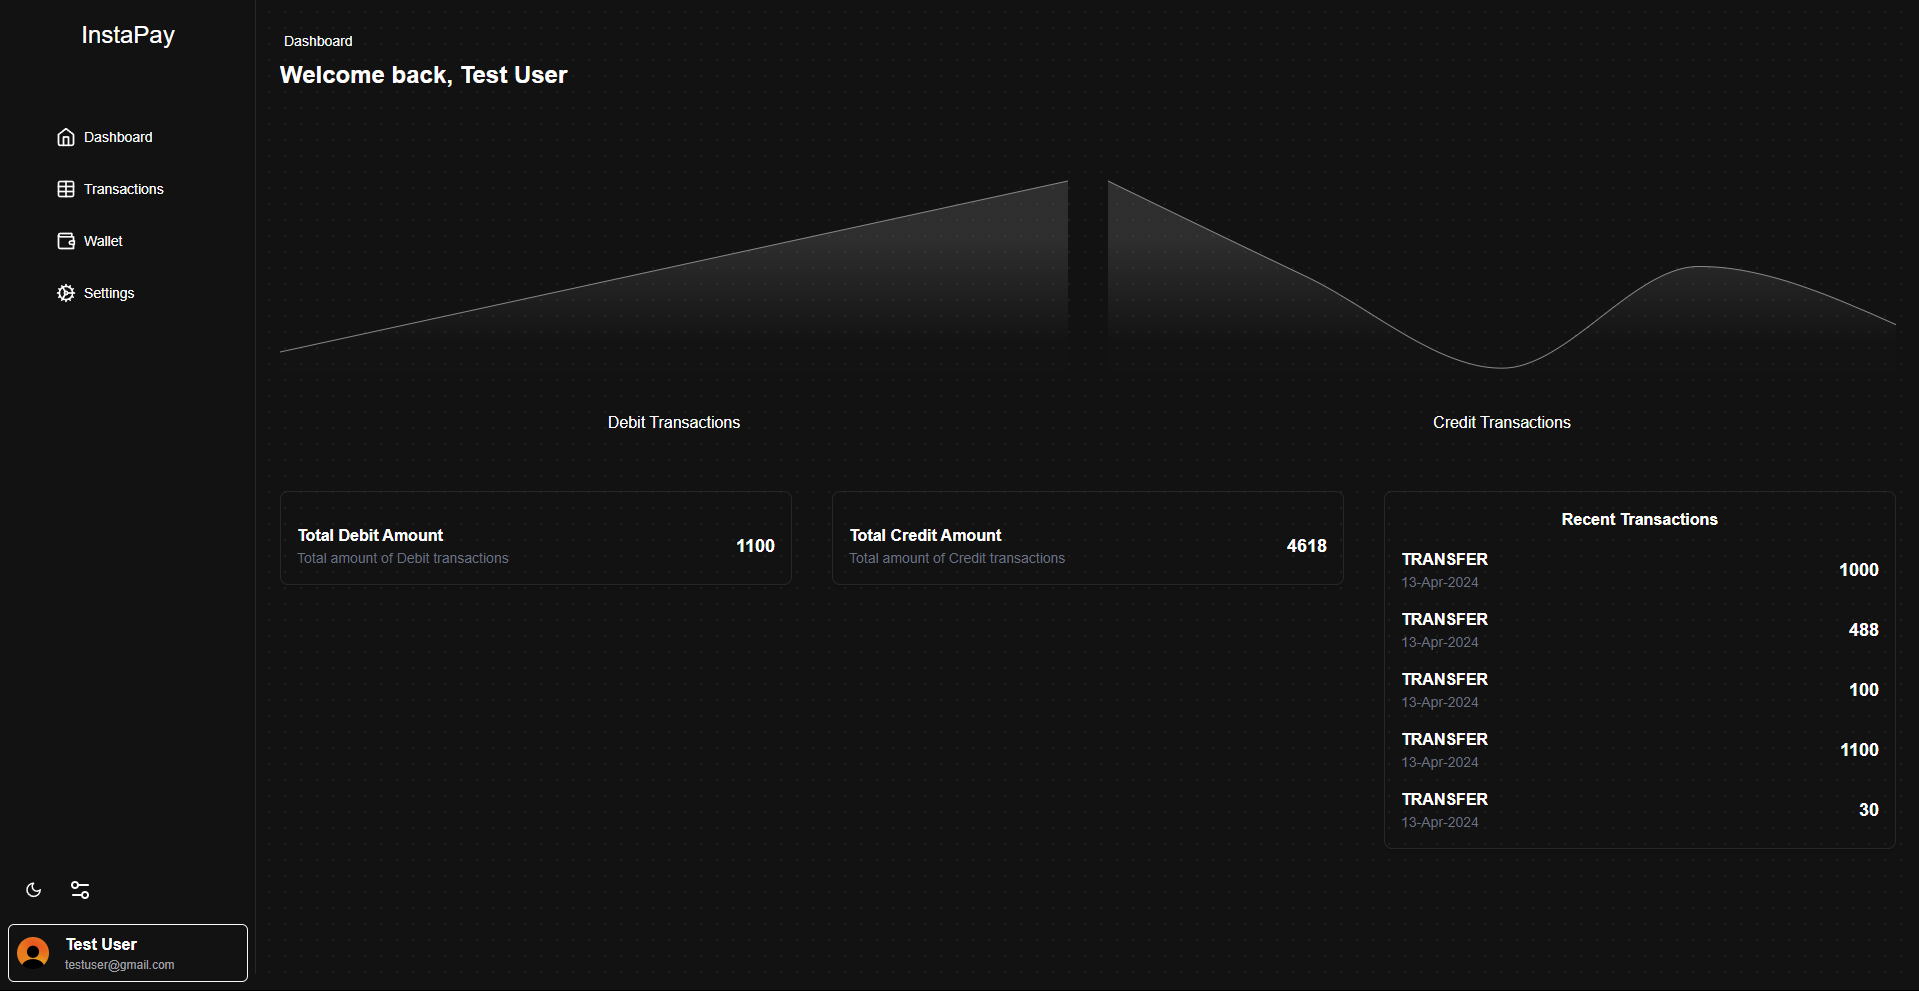 InstaPay
Dashboard
Transactions
Wallet
Settings
Test User
testuser@gmail.com
Dashboard
Welcome back, Test User
Debit Transactions
Credit Transactions
Total Debit Amount
Total amount of Debit transactions
1100
Total Credit Amount
Total amount of Credit transactions
4618
Recent Transactions
TRANSFER
13-Apr-2024
1000
TRANSFER
13-Apr-2024
488
TRANSFER
13-Apr-2024
100
TRANSFER
13-Apr-2024
1100
TRANSFER
13-Apr-2024
30